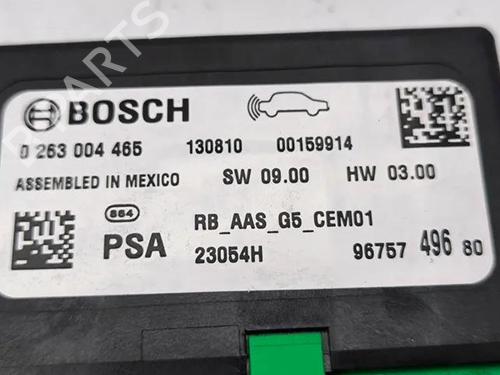 BOSCH
0 263 004 465 130810 00159914
ASSEMBLED IN MEXICO SW 09.00 HW 03.00
664 RB_AAS_G5_CEM01
PSA 23054H 96757 496 80
B-PARTS